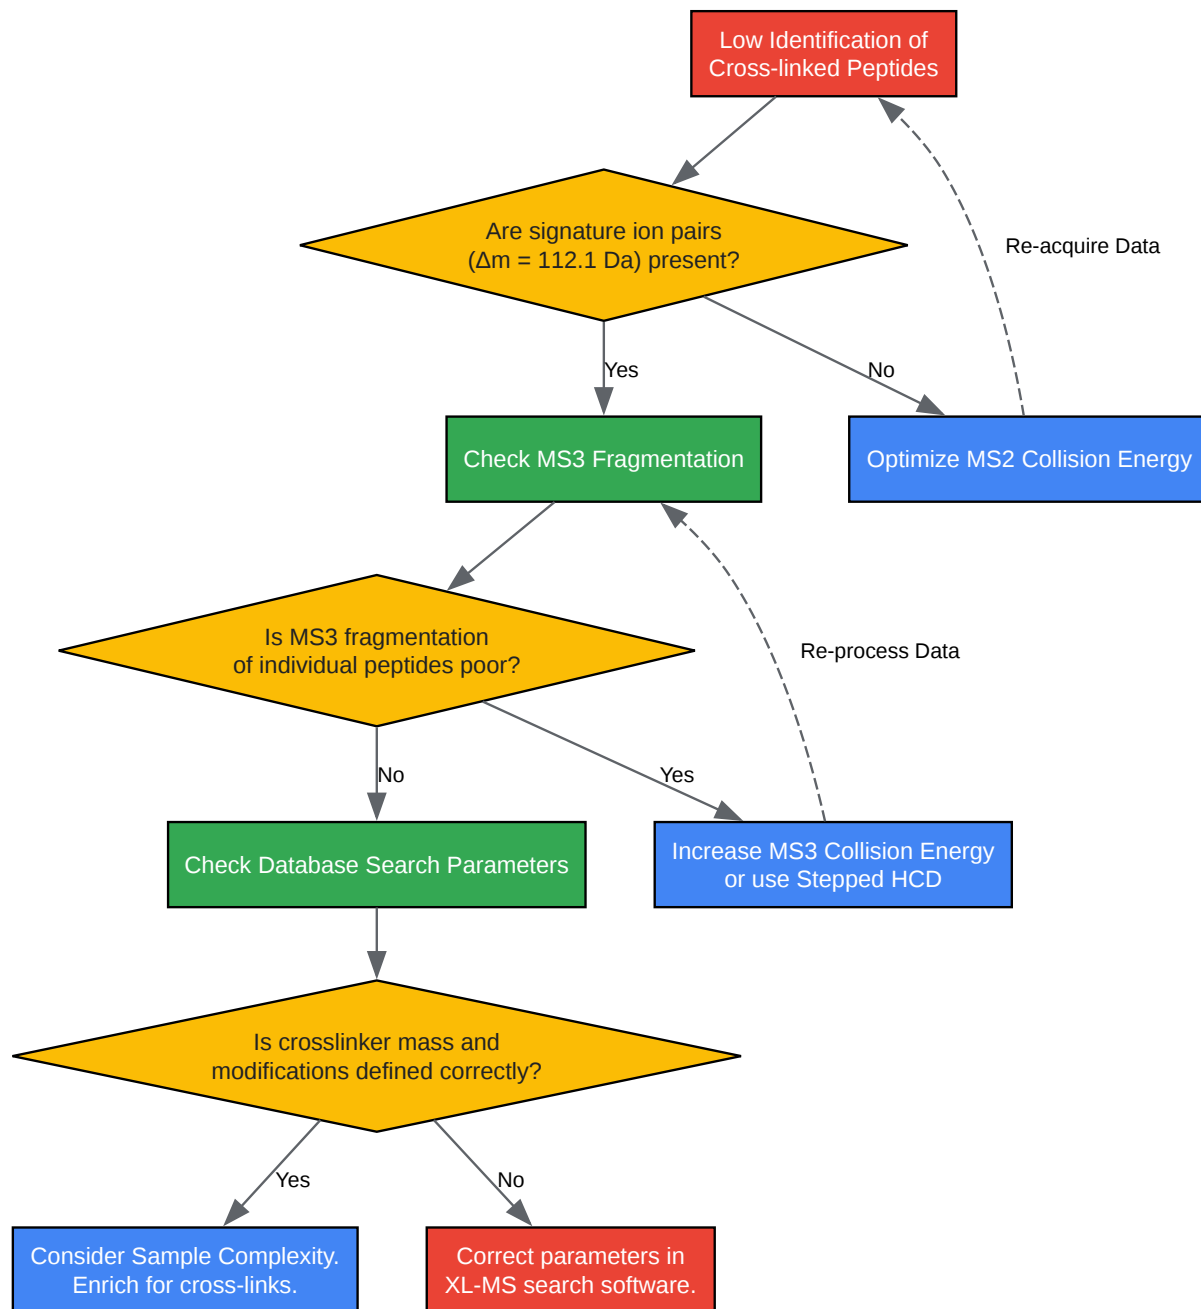 Low Identification of
Cross-linked Peptides
Are signature ion pairs
(Δm = 112.1 Da) present?
Re-acquire Data
Yes
No
Check MS3 Fragmentation
Optimize MS2 Collision Energy
Is MS3 fragmentation
of individual peptides poor?
Re-process Data
No
Yes
Check Database Search Parameters
Increase MS3 Collision Energy
or use Stepped HCD
Is crosslinker mass and
modifications defined correctly?
Yes
No
Consider Sample Complexity.
Enrich for cross-links.
Correct parameters in
XL-MS search software.